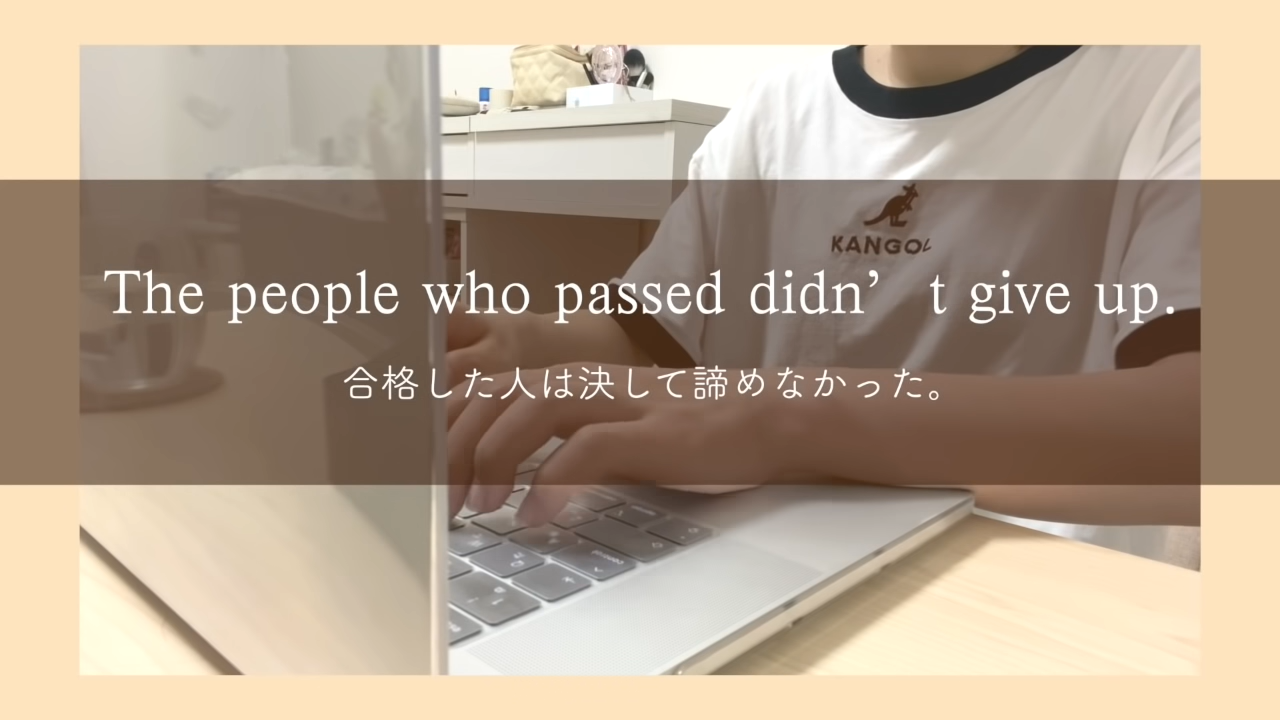 KANGOL
The people who passed didn’ t give up.
合格した人は決して諦めなかった。